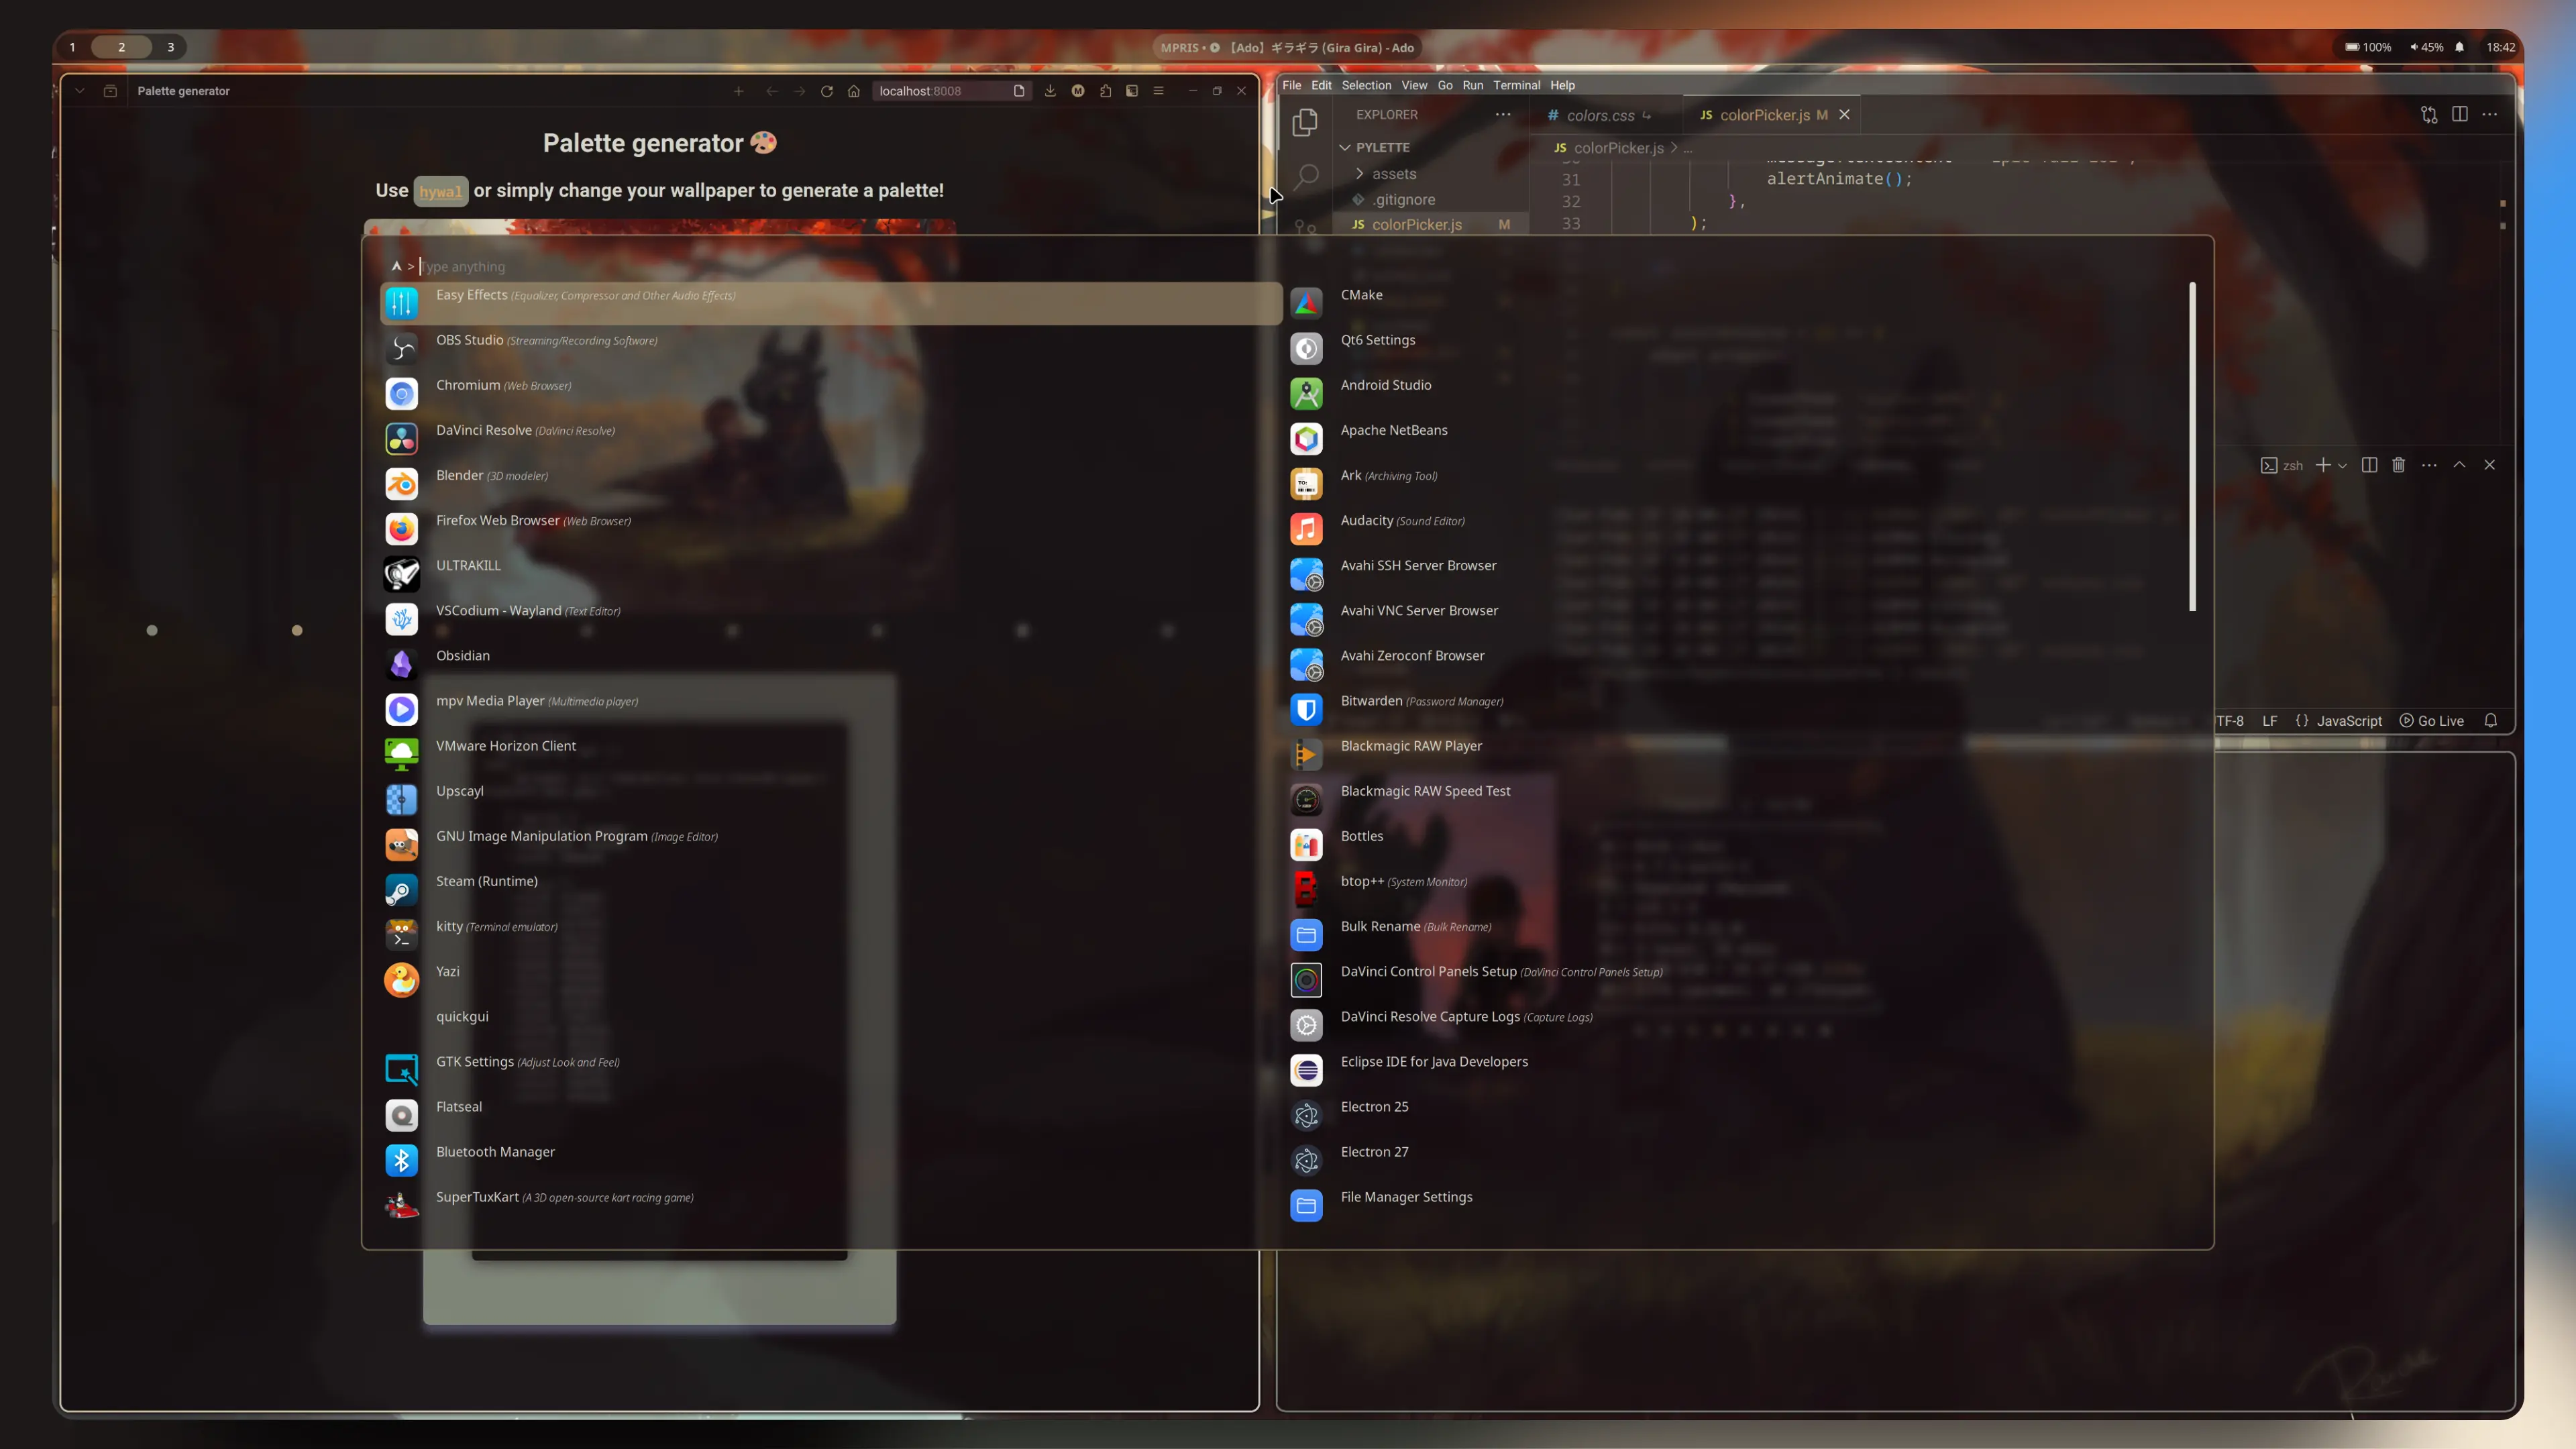 1 2 3
MPRIS • 【Ado】ギラギラ (Gira Gira) - Ado
100% 45% 18:42
Palette generator
localhost:8008
Palette generator 🎨
Use hywal or simply change your wallpaper to generate a palette!
File Edit Selection View Go Run Terminal Help
EXPLORER
PYLETTE
assets
.gitignore
JS colorPicker.js M
# colors.css
JS colorPicker.js M
JS colorPicker.js > ...
31 alertAnimate();
32 },
33 );
zsh
TF-8 LF {} JavaScript Go Live
> Type anything
Easy Effects (Equalizer, Compressor and Other Audio Effects)
OBS Studio (Streaming/Recording Software)
Chromium (Web Browser)
DaVinci Resolve (DaVinci Resolve)
Blender (3D modeler)
Firefox Web Browser (Web Browser)
ULTRAKILL
VSCodium - Wayland (Text Editor)
Obsidian
mpv Media Player (Multimedia player)
VMware Horizon Client
Upscayl
GNU Image Manipulation Program (Image Editor)
Steam (Runtime)
kitty (Terminal emulator)
Yazi
quickgui
GTK Settings (Adjust Look and Feel)
Flatseal
Bluetooth Manager
SuperTuxKart (A 3D open-source kart racing game)
CMake
Qt6 Settings
Android Studio
Apache NetBeans
Ark (Archiving Tool)
Audacity (Sound Editor)
Avahi SSH Server Browser
Avahi VNC Server Browser
Avahi Zeroconf Browser
Bitwarden (Password Manager)
Blackmagic RAW Player
Blackmagic RAW Speed Test
Bottles
btop++ (System Monitor)
Bulk Rename (Bulk Rename)
DaVinci Control Panels Setup (DaVinci Control Panels Setup)
DaVinci Resolve Capture Logs (Capture Logs)
Eclipse IDE for Java Developers
Electron 25
Electron 27
File Manager Settings